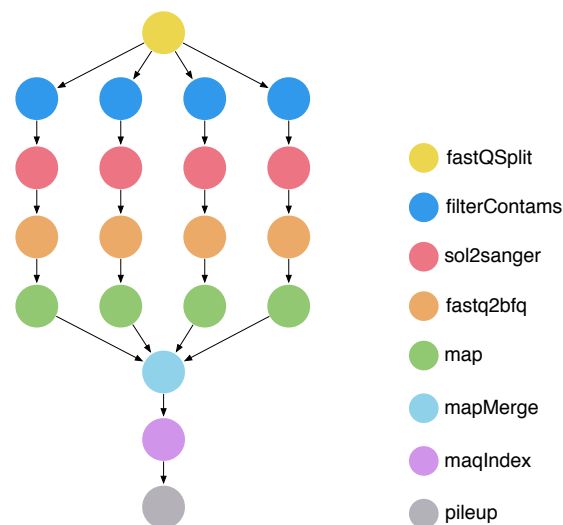 fastQSplit
filterContams
sol2sanger
fastq2bfq
map
mapMerge
maqIndex
pileup